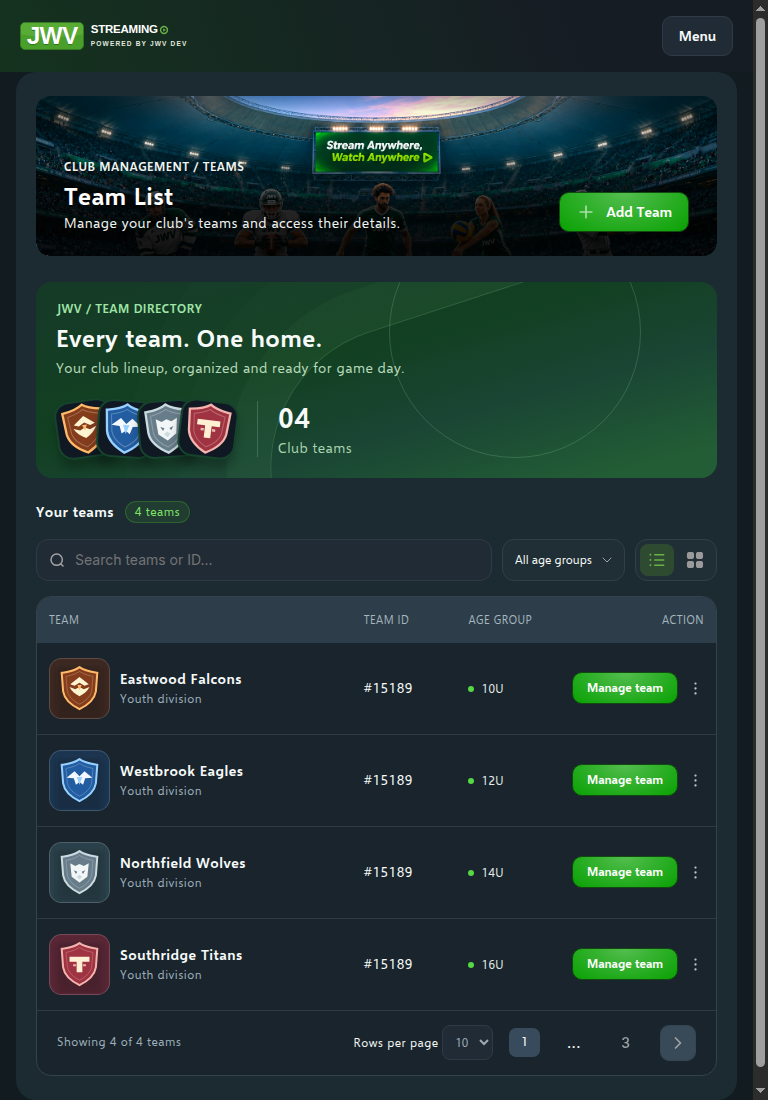 JWV STREAMING
POWERED BY JWV DEV
Menu
Stream Anywhere,
Watch Anywhere
CLUB MANAGEMENT / TEAMS
Team List
Manage your club's teams and access their details.
Add Team
JWV / TEAM DIRECTORY
Every team. One home.
Your club lineup, organized and ready for game day.
04
Club teams
Your teams 4 teams
Search teams or ID...
All age groups
TEAM TEAM ID AGE GROUP ACTION
Eastwood Falcons
Youth division
#15189 10U Manage team
Westbrook Eagles
Youth division
#15189 12U Manage team
Northfield Wolves
Youth division
#15189 14U Manage team
Southridge Titans
Youth division
#15189 16U Manage team
Showing 4 of 4 teams Rows per page 10 1 ... 3